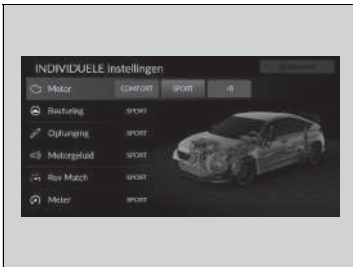 INDIVIDUELE instellingen
Motor COMFORT SPORT +R
Besturing SPORT
Ophanging SPORT
Motorgeluid SPORT
Rev Match SPORT
Meter SPORT